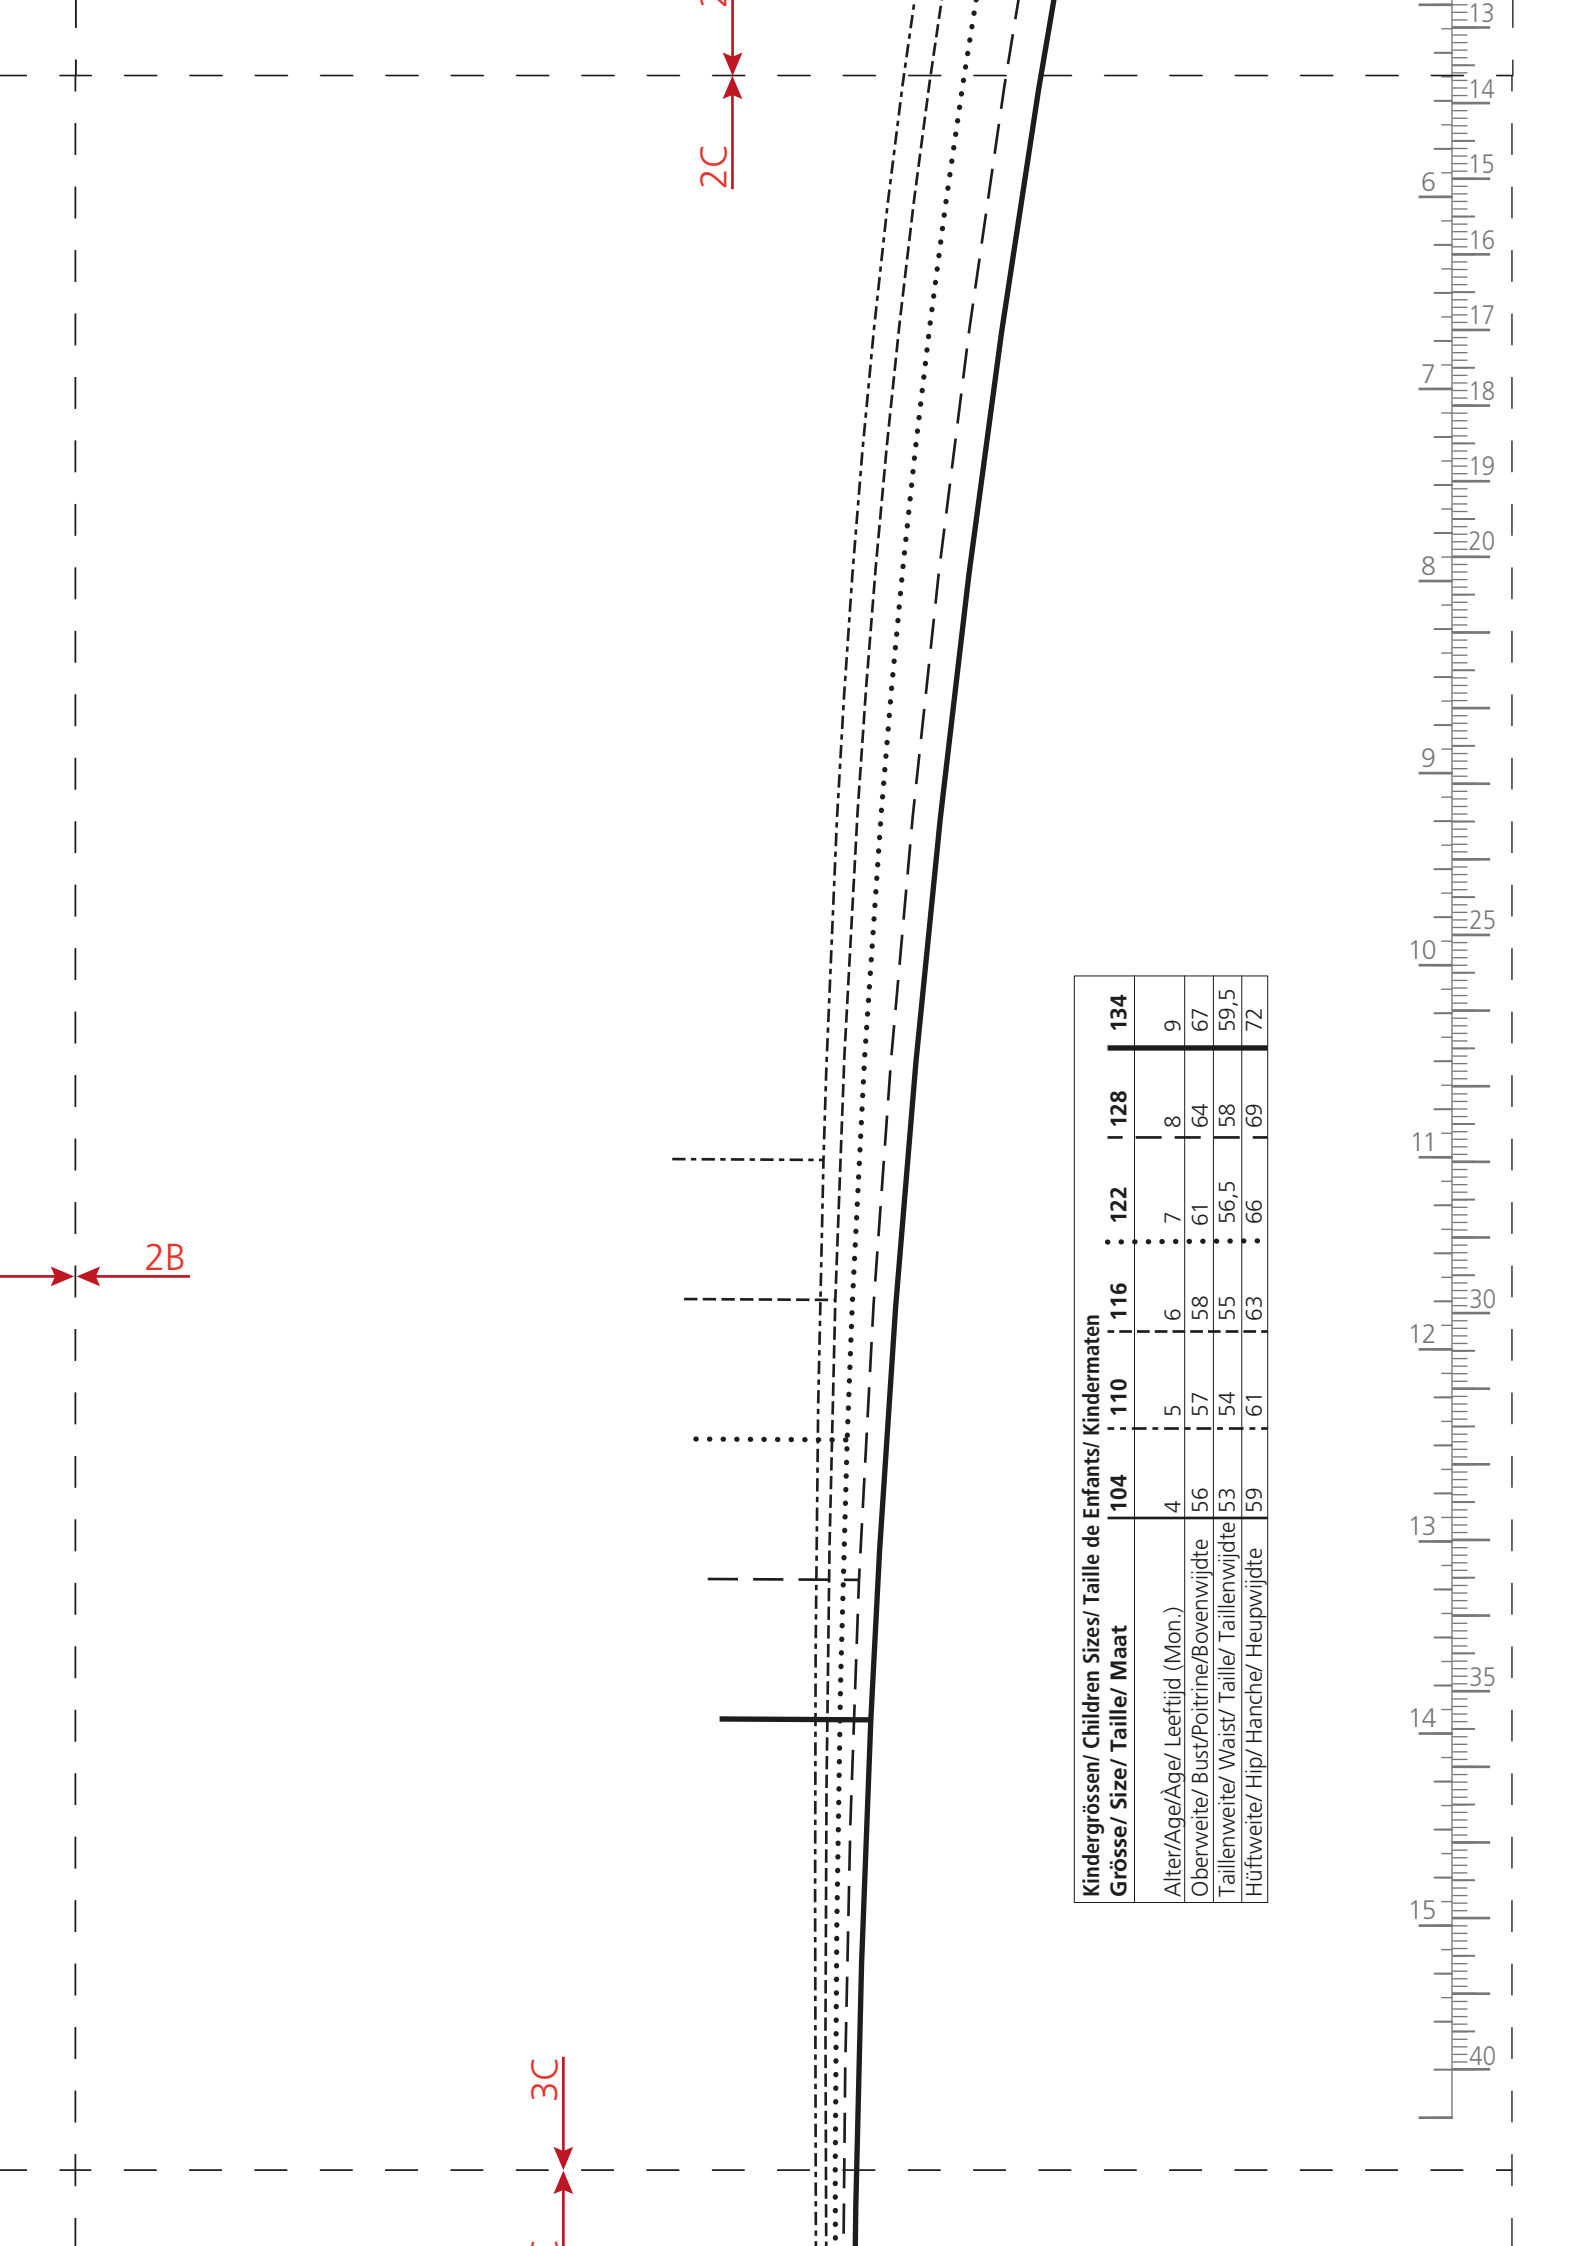 13
14
2C
15
6
16
17
7
18
19
20
8
9
25
10
11
2B
30
12
13
35
14
15
3C
40
Kindergrössen/ Children Sizes/ Taille de Enfants/ Kindermaten
Grösse/ Size/ Taille/ Maat 104 110 116 122 128 134
Alter/Age/Àge/ Leeftijd (Mon.) 4 5 6 7 8 9
Oberweite/ Bust/Poitrine/Bovenwijdte 56 57 58 61 64 67
Taillenweite/ Waist/ Taille/ Taillenwijdte 53 54 55 56,5 58 59,5
Hüftweite/ Hip/ Hanche/ Heupwijdte 59 61 63 66 69 72